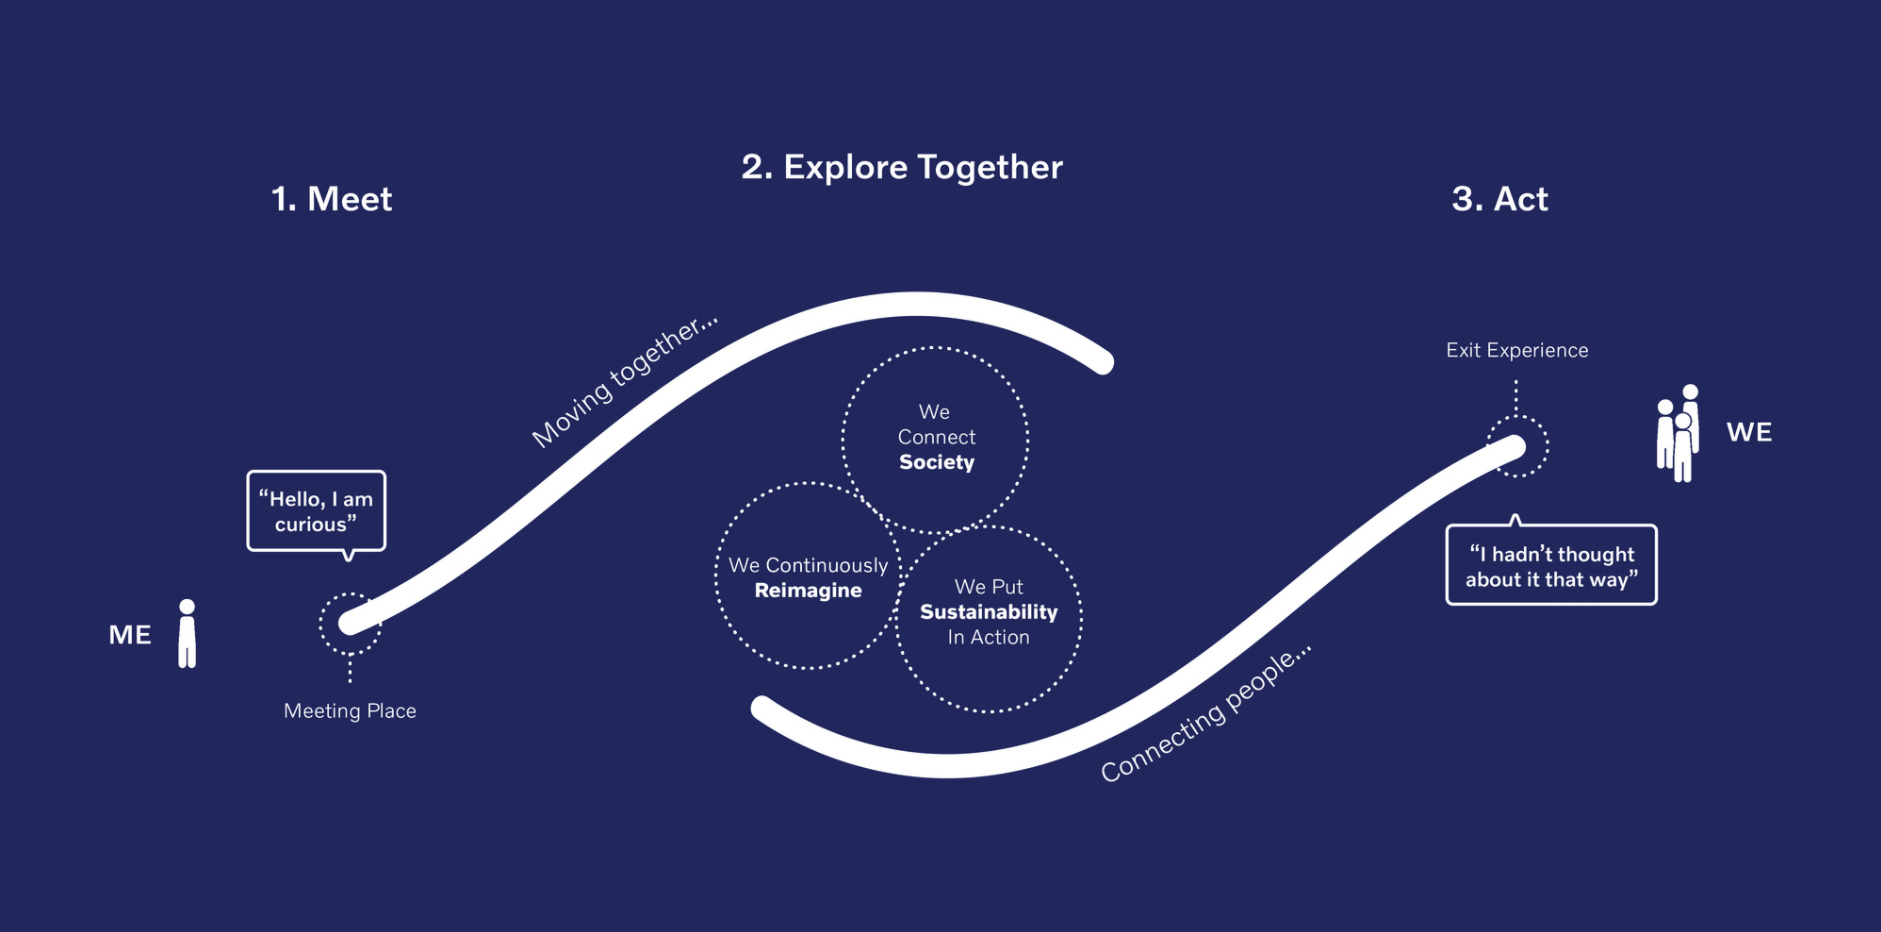 1. Meet
2. Explore Together
3. Act
Moving together...
“Hello, I am
curious”
ME
Meeting Place
We
Connect
Society
We Continuously
Reimagine
We Put
Sustainability
In Action
Connecting people...
Exit Experience
WE
“I hadn’t thought
about it that way”